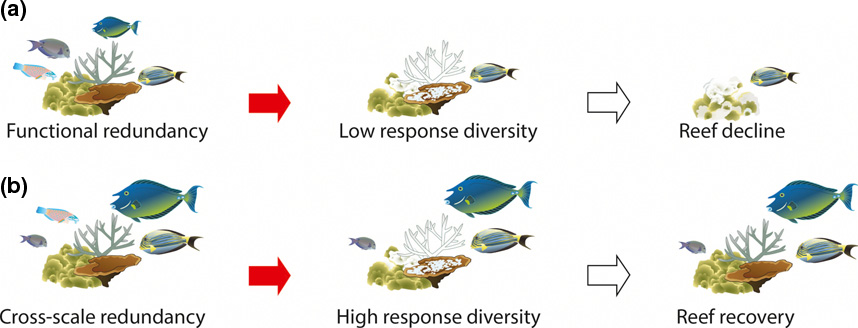 (a)
Functional redundancy
Low response diversity
Reef decline
(b)
Cross-scale redundancy
High response diversity
Reef recovery